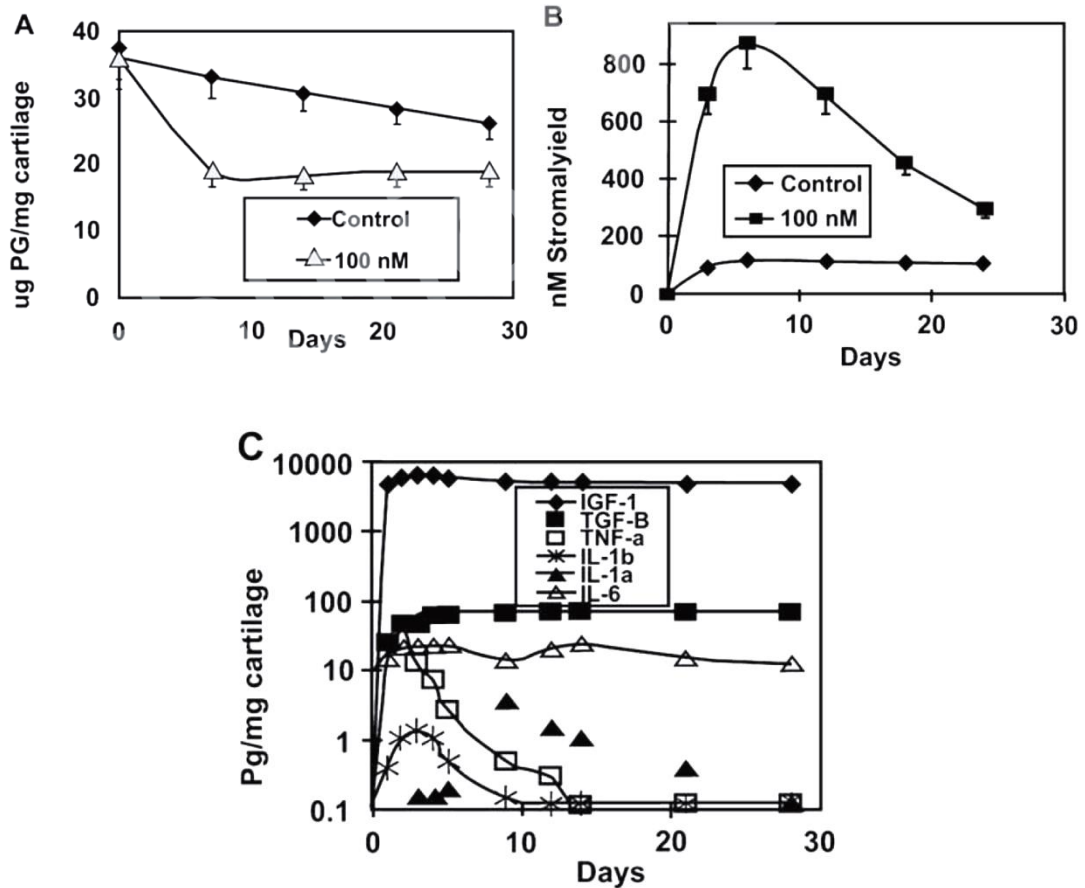 A
ug PG/mg cartilage
40
30
20
10
0
Control
100 nM
0
10
20
30
Days
B
nM Stromalyield
800
600
400
200
0
Control
100 nM
0
10
20
30
Days
C
Pg/mg cartilage
10000
1000
100
10
1
0.1
IGF-1
TGF-B
TNF-a
IL-1b
IL-1a
IL-6
0
10
20
30
Days